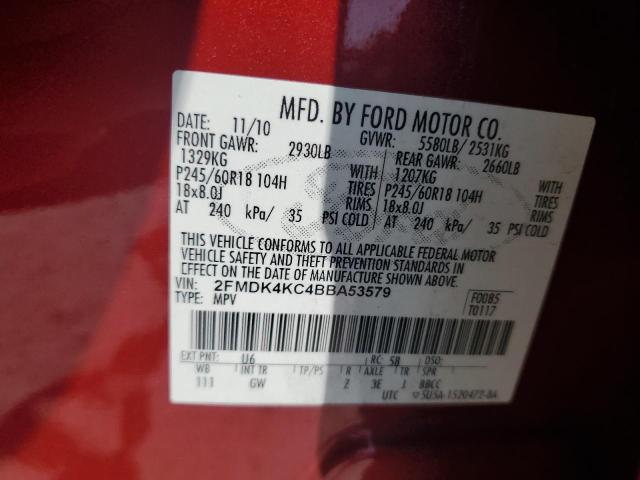 MFD. BY FORD MOTOR CO.
DATE: 11/10 GVWR: 5580LB/ 2531KG
FRONT GAWR: 2930LB REAR GAWR: 2660LB
1329KG WITH 1207KG WITH
P245/60R18 104H TIRES P245/60R18 104H TIRES
18x8.0J RIMS 18x8.0J RIMS
AT 240 kPa/ 35 PSI COLD AT 240 kPa/ 35 PSI COLD
THIS VEHICLE CONFORMS TO ALL APPLICABLE FEDERAL MOTOR
VEHICLE SAFETY AND THEFT PREVENTION STANDARDS IN
EFFECT ON THE DATE OF MANUFACTURE SHOWN ABOVE.
VIN: 2FMDK4KC4BBA53579 F0085
TYPE: MPV T0117
EXT PNT: U6 RC: 58 DSO:
WB INT TR TP/PS R AXLE TR SPR
111 GW Z 3E J BBCC
UTC 5U5A-1520472-BA